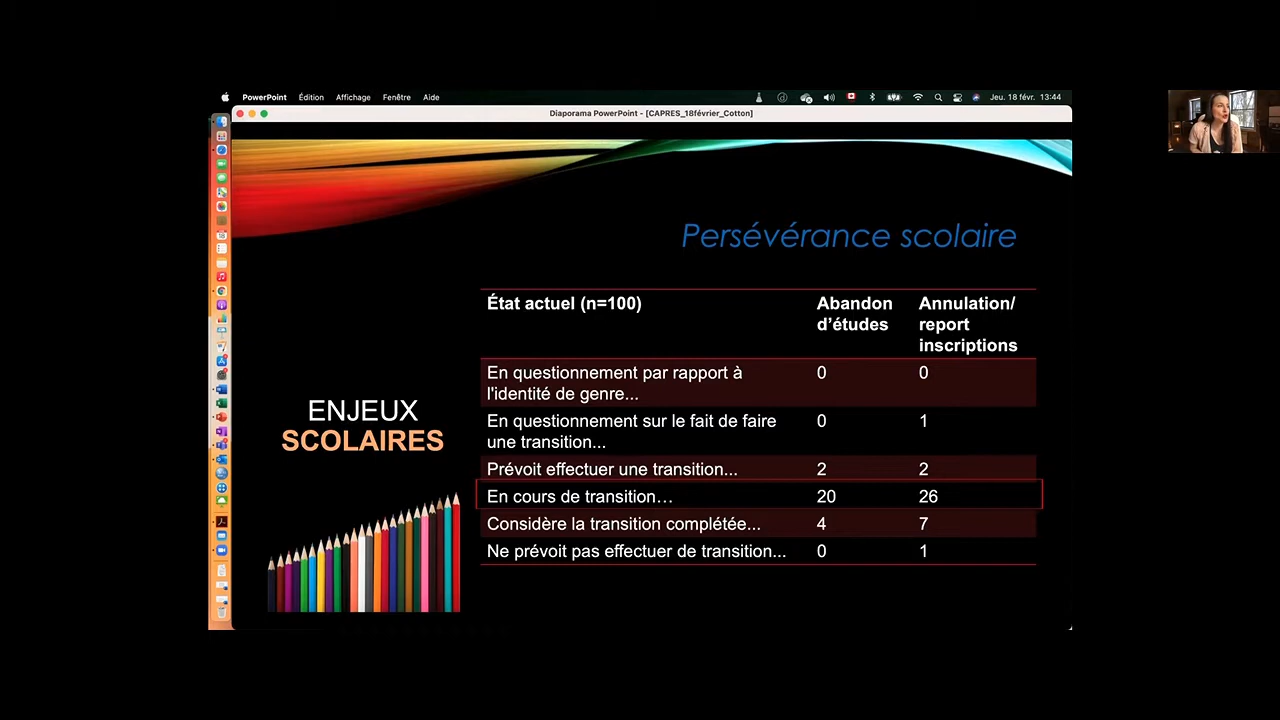 PowerPoint Édition Affichage Fenêtre Aide
Jeu. 18 févr. 13:44
Diaporama PowerPoint - [CAPRES_18février_Cotton]
Persévérance scolaire
ENJEUX
SCOLAIRES
État actuel (n=100) Abandon d'études Annulation/ report inscriptions
En questionnement par rapport à l'identité de genre... 0 0
En questionnement sur le fait de faire une transition... 0 1
Prévoit effectuer une transition... 2 2
En cours de transition… 20 26
Considère la transition complétée... 4 7
Ne prévoit pas effectuer de transition... 0 1